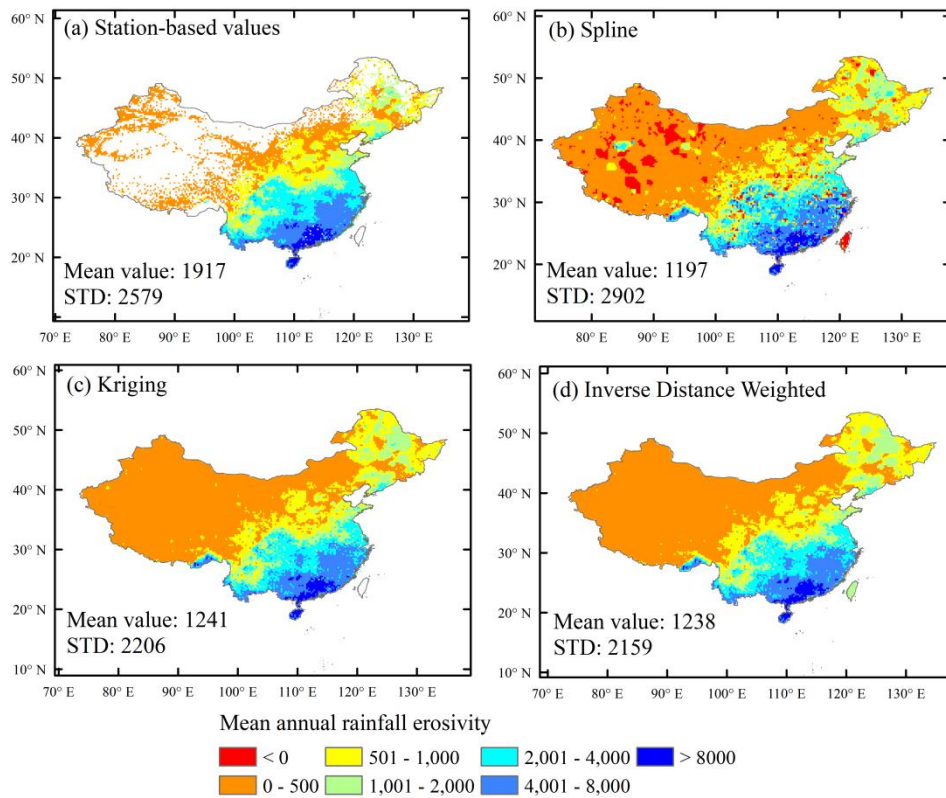 (a) Station-based values
60° N
50° N
40° N
30° N
20° N
Mean value: 1917
STD: 2579
70° E 80° E 90° E 100° E 110° E 120° E 130° E
(b) Spline
60° N
50° N
40° N
30° N
20° N
Mean value: 1197
STD: 2902
80° E 90° E 100° E 110° E 120° E 130° E
(c) Kriging
60° N
50° N
40° N
30° N
20° N
10° N
Mean value: 1241
STD: 2206
70° E 80° E 90° E 100° E 110° E 120° E 130° E
(d) Inverse Distance Weighted
60° N
50° N
40° N
30° N
20° N
10° N
Mean value: 1238
STD: 2159
70° E 80° E 90° E 100° E 110° E 120° E 130° E
Mean annual rainfall erosivity
< 0 501 - 1,000 2,001 - 4,000 > 8000
0 - 500 1,001 - 2,000 4,001 - 8,000